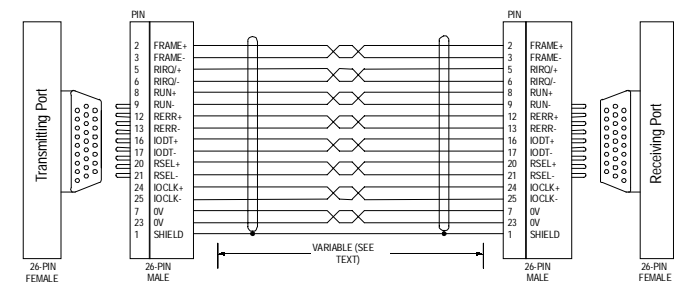 PIN
PIN
2 FRAME+
3 FRAME-
5 RIRQ/+
6 RIRQ/-
8 RUN+
9 RUN-
12 RERR+
13 RERR-
16 IODT+
17 IODT-
20 RSEL+
21 RSEL-
24 IOCLK+
25 IOCLK-
7 0V
23 0V
1 SHIELD
2 FRAME+
3 FRAME-
5 RIRQ/+
6 RIRQ/-
8 RUN+
9 RUN-
12 RERR+
13 RERR-
16 IODT+
17 IODT-
20 RSEL+
21 RSEL-
24 IOCLK+
25 IOCLK-
7 0V
23 0V
1 SHIELD
Transmitting Port
Receiving Port
VARIABLE (SEE
TEXT)
26-PIN
FEMALE
26-PIN
MALE
26-PIN
MALE
26-PIN
FEMALE